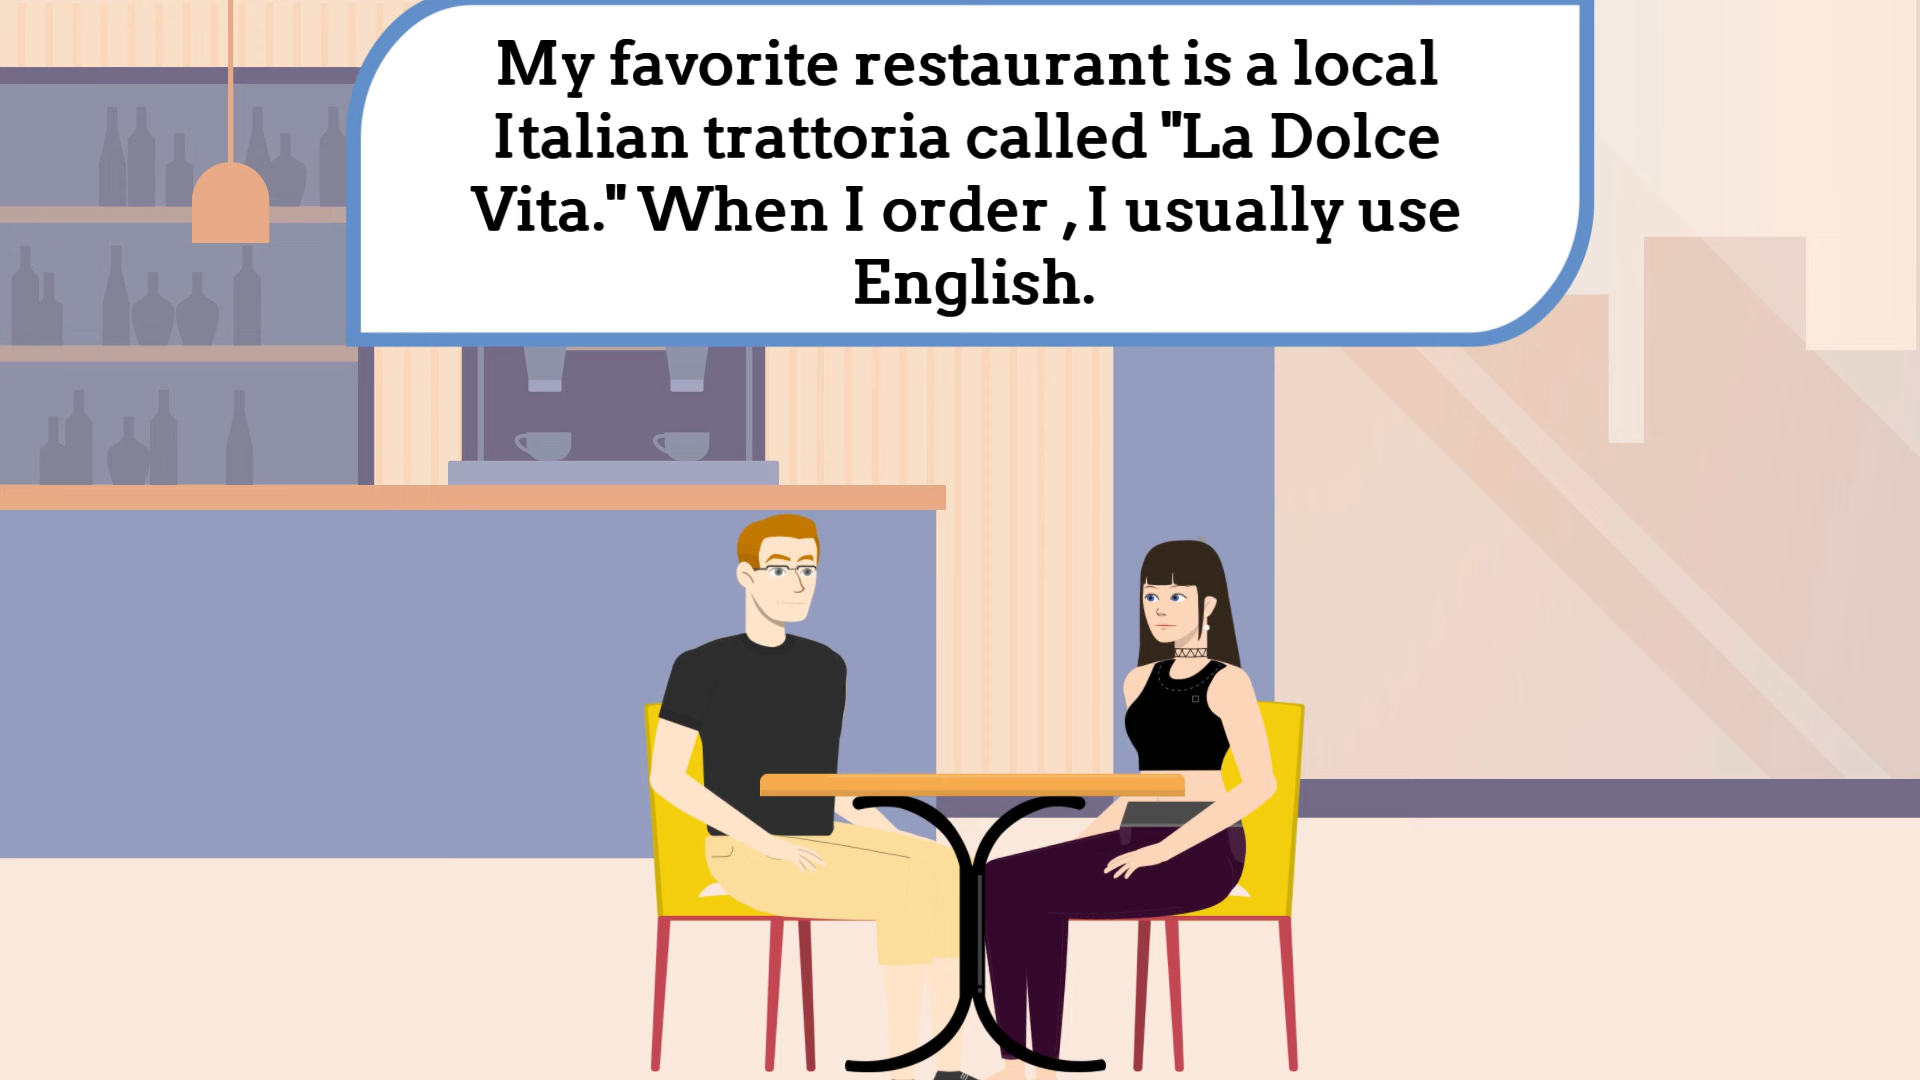 My favorite restaurant is a local
Italian trattoria called "La Dolce
Vita." When I order , I usually use
English.